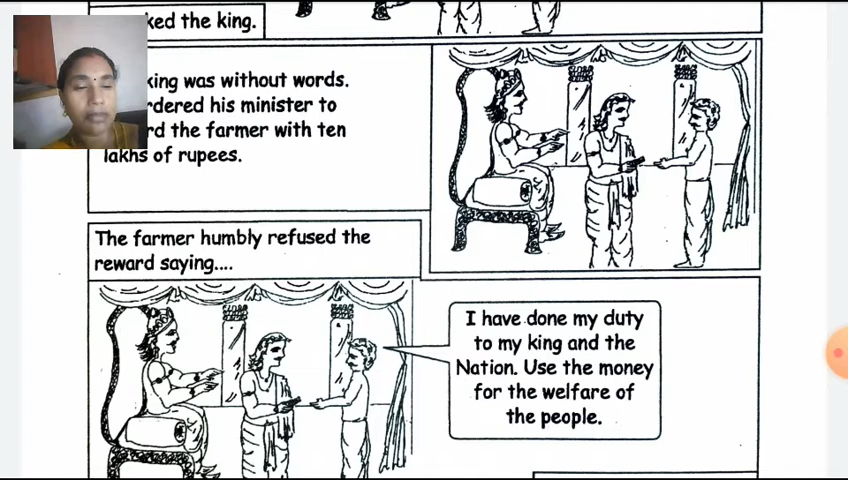 ked the king.
king was without words.
rdered his minister to
rd the farmer with ten
lakhs of rupees.
The farmer humbly refused the
reward saying....
I have done my duty
to my king and the
Nation. Use the money
for the welfare of
the people.